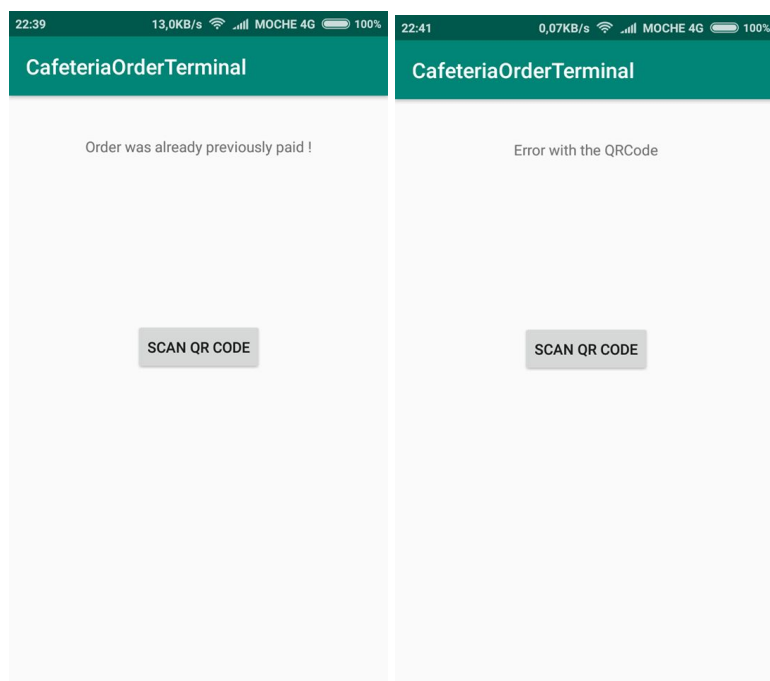 22:39 13,0KB/s MOCHE 4G 100%
CafeteriaOrderTerminal
Order was already previously paid !
SCAN QR CODE
22:41 0,07KB/s MOCHE 4G 100%
CafeteriaOrderTerminal
Error with the QRCode
SCAN QR CODE